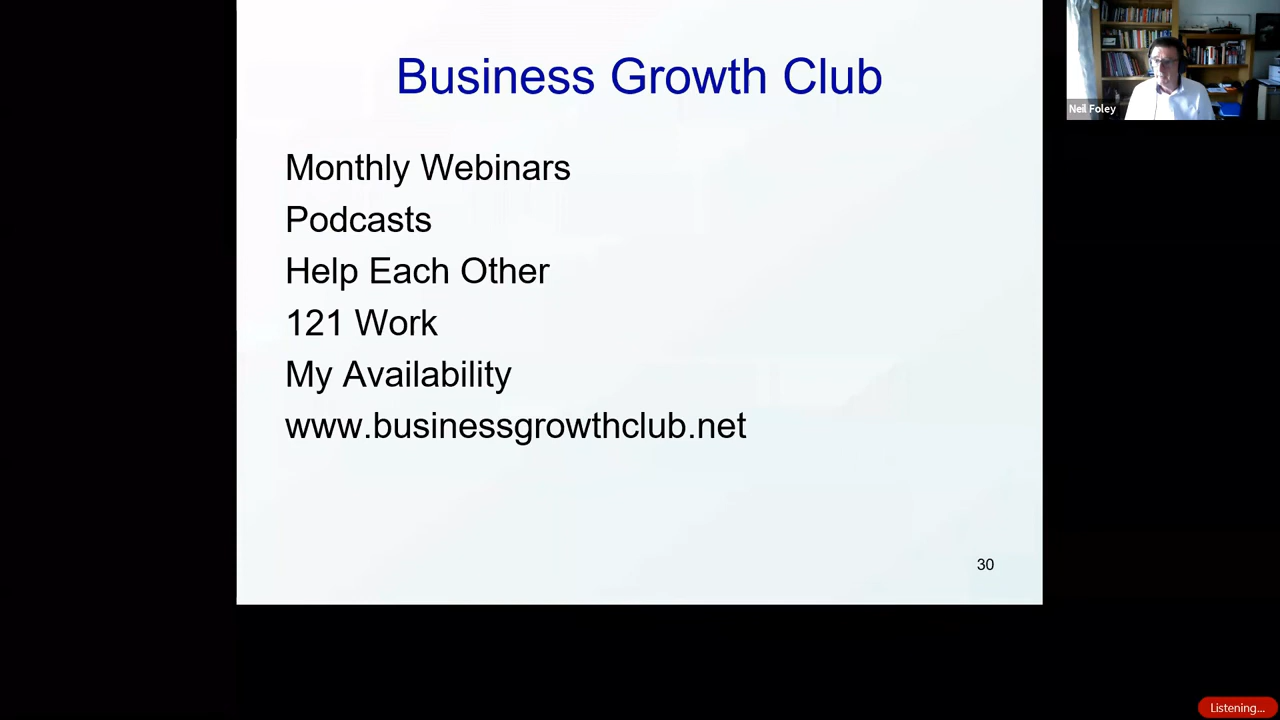 Business Growth Club
Monthly Webinars
Podcasts
Help Each Other
121 Work
My Availability
www.businessgrowthclub.net
30
Neil Foley
Listening...